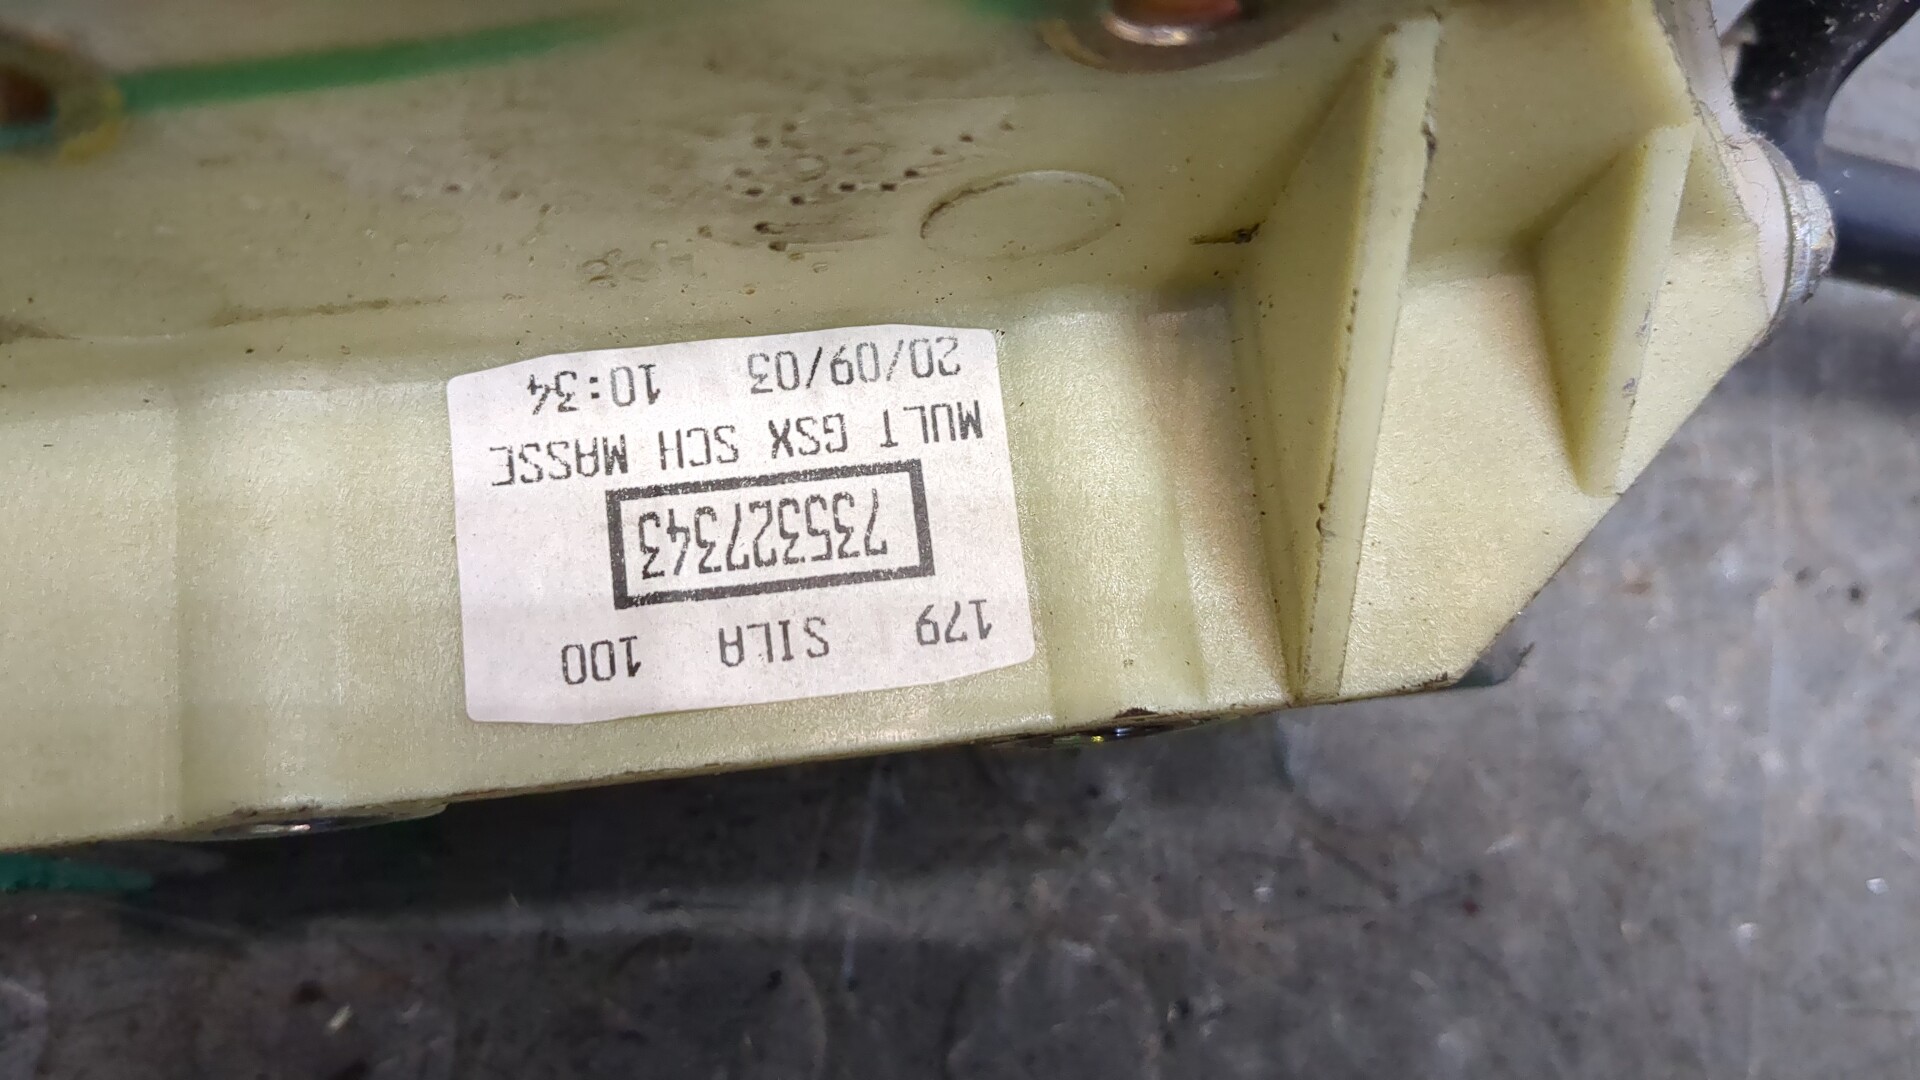 179 SILA 100
735327343
MULT GSX SCH MASSE
20/09/03 10:34